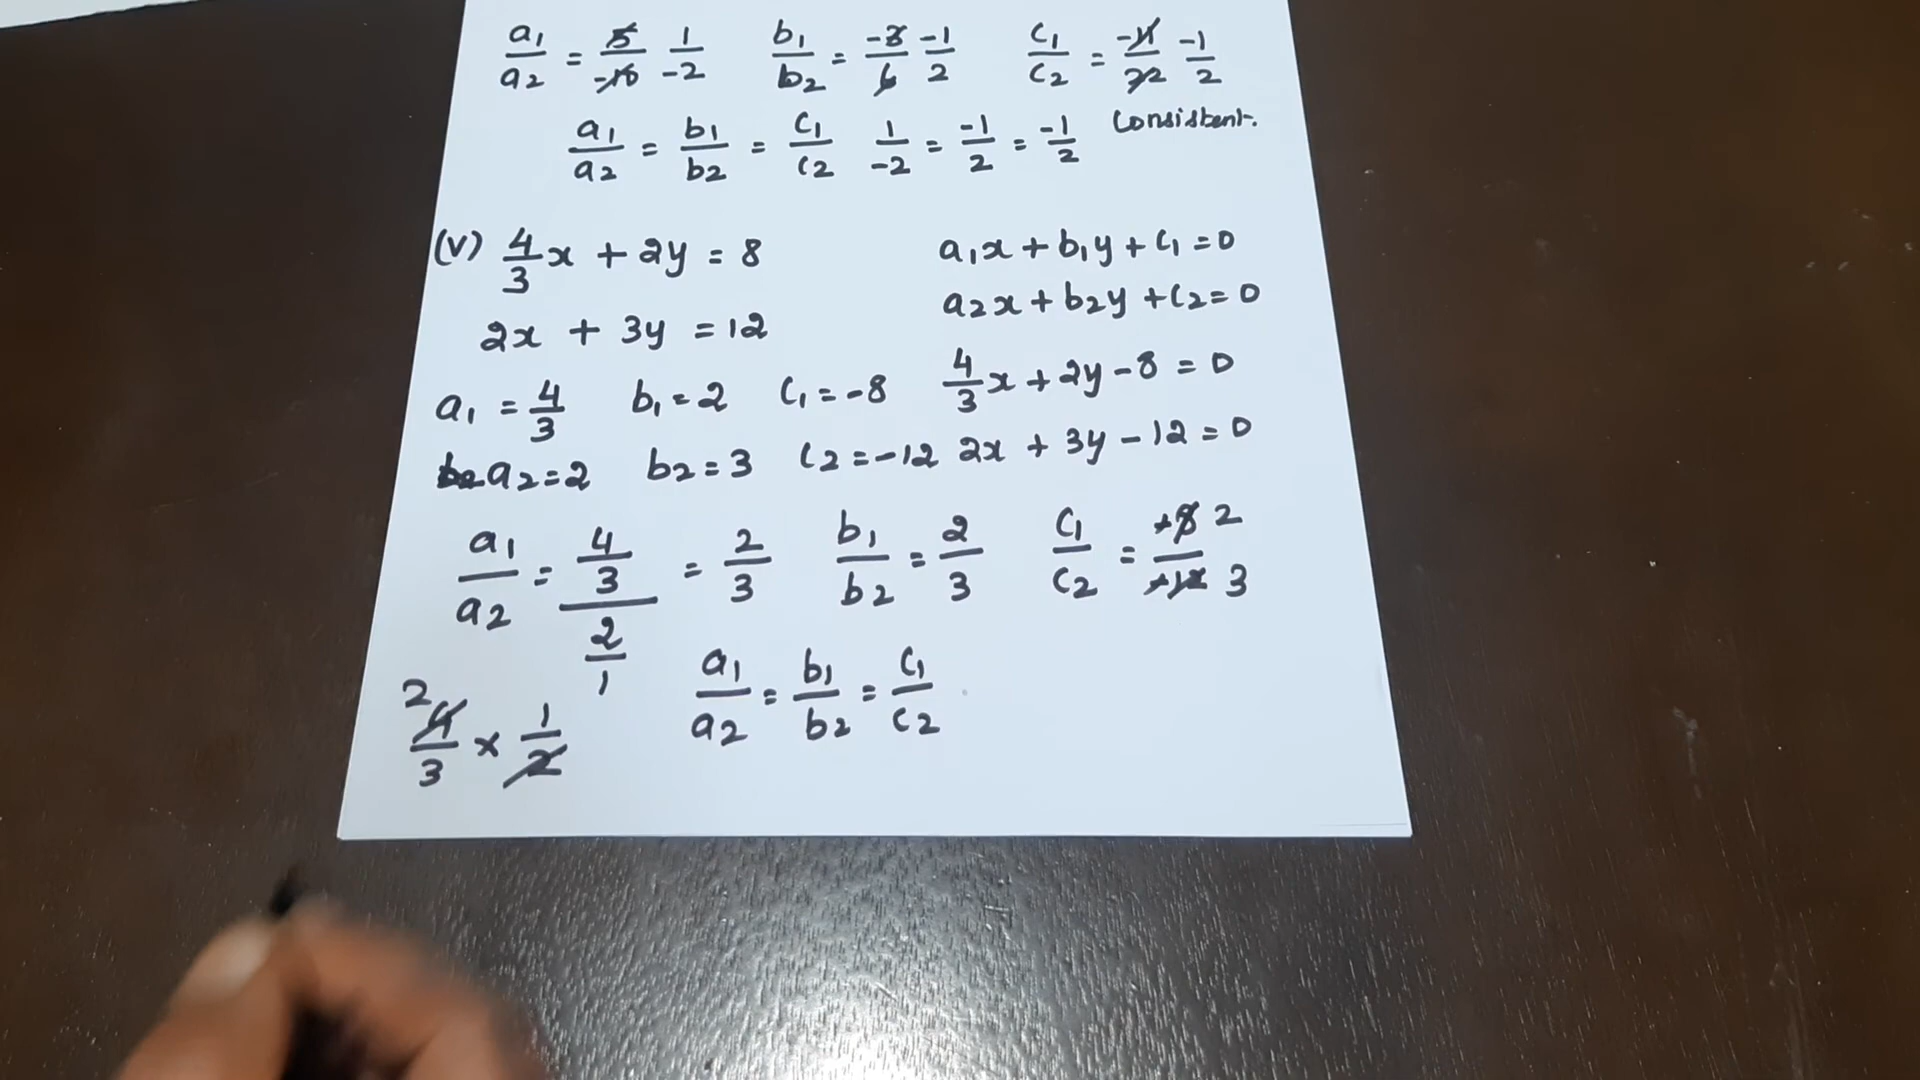 a1/a2 = 5/-10 1/-2 b1/b2 = -3/6 -1/2 c1/c2 = -11/22 -1/2
a1/a2 = b1/b2 = c1/c2 1/-2 = -1/2 = -1/2 Consistent.
(v) 4/3 x + 2y = 8 a1x + b1y + c1 = 0
2x + 3y = 12 a2x + b2y + c2 = 0
a1 = 4/3 b1 = 2 c1 = -8 4/3 x + 2y - 8 = 0
a2 = 2 b2 = 3 c2 = -12 2x + 3y - 12 = 0
a1/a2 = 4/3 / 2/1 = 2/3 b1/b2 = 2/3 c1/c2 = +8/+12 2/3
2 4/3 x 1/2 a1/a2 = b1/b2 = c1/c2